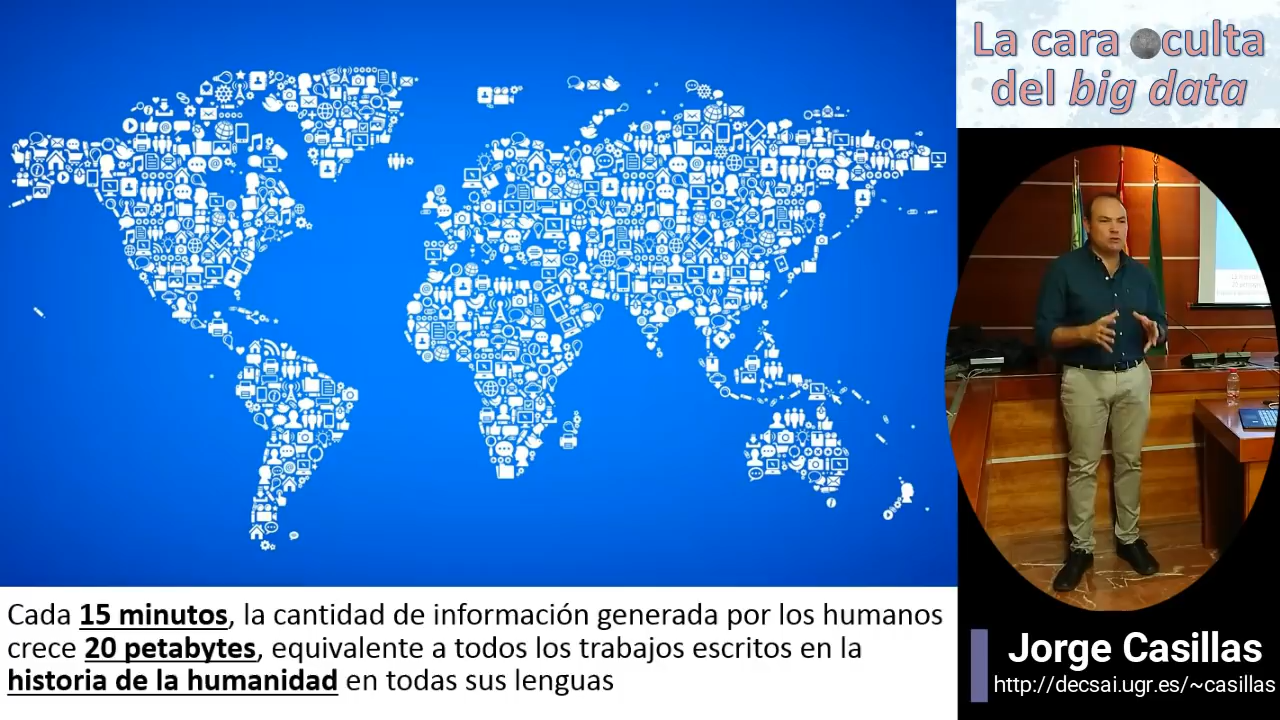 La cara oculta
del big data
Cada 15 minutos, la cantidad de información generada por los humanos
crece 20 petabytes, equivalente a todos los trabajos escritos en la
historia de la humanidad en todas sus lenguas
Jorge Casillas
http://decsai.ugr.es/~casillas